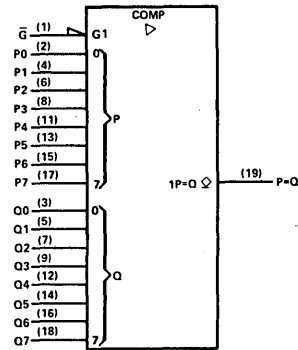 COMP
G̅ (1) G1
P0 (2) 0
P1 (4)
P2 (6)
P3 (8)
P4 (11) P
P5 (13)
P6 (15)
P7 (17) 7
1P=Q (19) P=Q
Q0 (3) 0
Q1 (5)
Q2 (7)
Q3 (9)
Q4 (12) Q
Q5 (14)
Q6 (16)
Q7 (18) 7